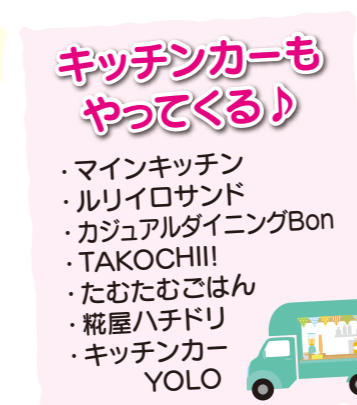 キッチンカーも
やってくる♪
・マインキッチン
・ルリイロサンド
・カジュアルダイニングBon
・TAKOCHII!
・たむたむごはん
・糀屋ハチドリ
・キッチンカー
YOLO